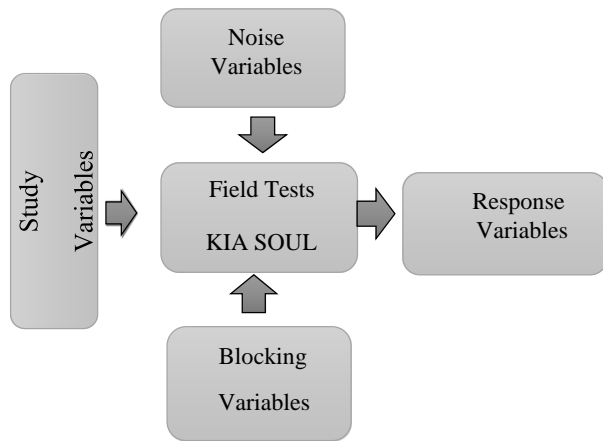 Noise
Variables
Study
Variables
Field Tests
KIA SOUL
Response
Variables
Blocking
Variables